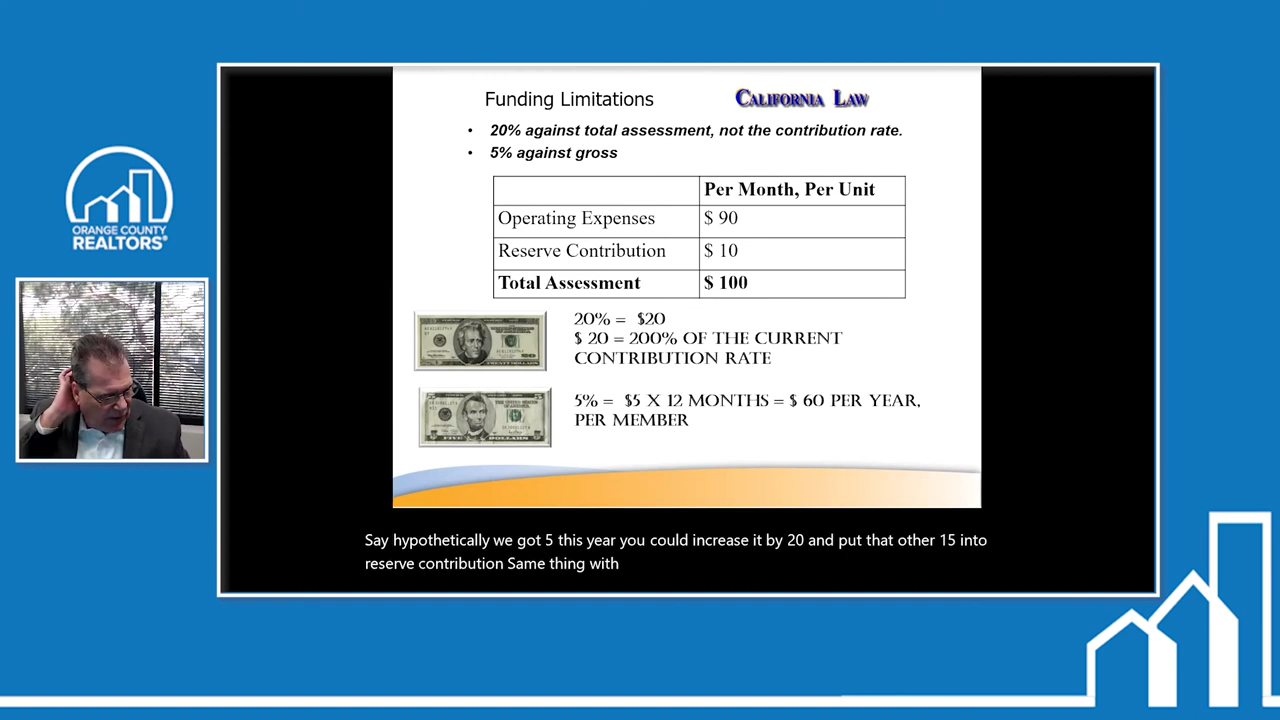 Funding Limitations
CALIFORNIA LAW
• 20% against total assessment, not the contribution rate.
• 5% against gross
Per Month, Per Unit
Operating Expenses $ 90
Reserve Contribution $ 10
Total Assessment $ 100
20% = $20
$ 20 = 200% OF THE CURRENT
CONTRIBUTION RATE
5% = $5 X 12 MONTHS = $ 60 PER YEAR,
PER MEMBER
ORANGE COUNTY
REALTORS®
Say hypothetically we got 5 this year you could increase it by 20 and put that other 15 into
reserve contribution Same thing with